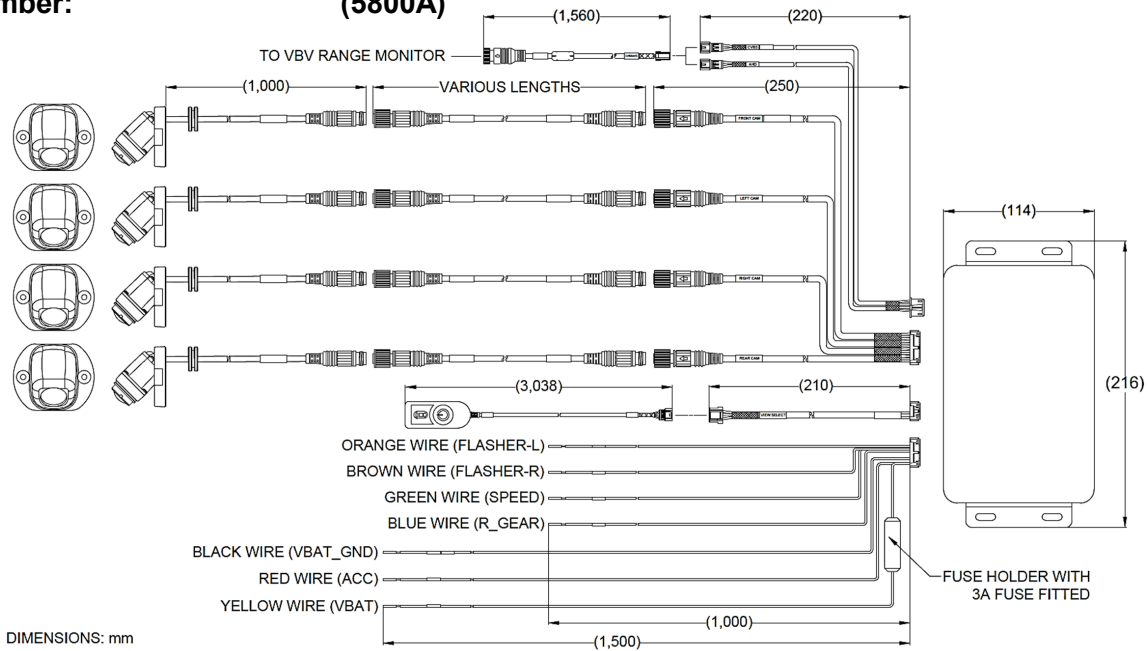 mber: (5800A)
(1,560)
(220)
TO VBV RANGE MONITOR
CVBS
AHD
(1,000)
VARIOUS LENGTHS
(250)
FRONT CAM
LEFT CAM
RIGHT CAM
REAR CAM
(114)
(216)
(3,038)
(210)
VIEW SELECT
ORANGE WIRE (FLASHER-L)
BROWN WIRE (FLASHER-R)
GREEN WIRE (SPEED)
BLUE WIRE (R_GEAR)
BLACK WIRE (VBAT_GND)
RED WIRE (ACC)
YELLOW WIRE (VBAT)
FUSE HOLDER WITH
3A FUSE FITTED
(1,000)
(1,500)
DIMENSIONS: mm